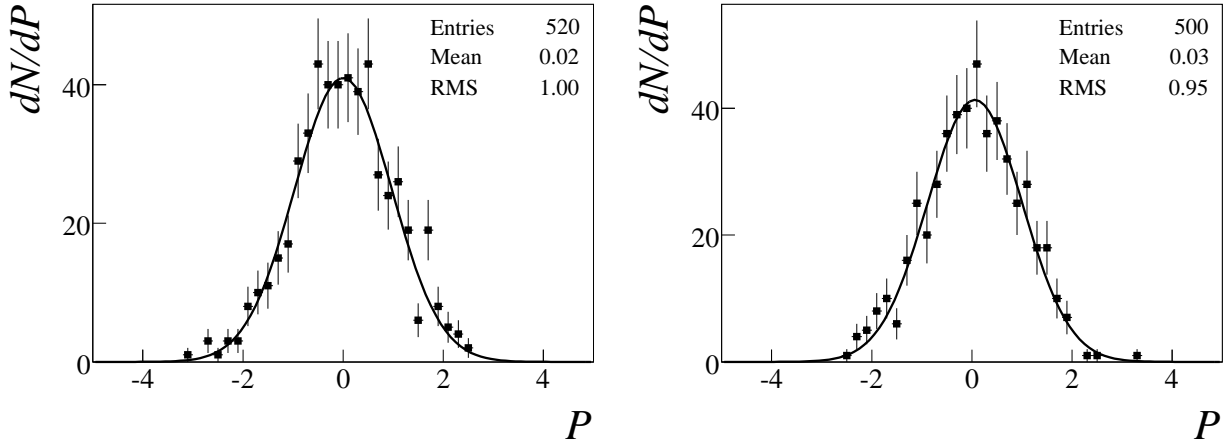 dN/dP
Entries 520
Mean 0.02
RMS 1.00
40
20
0
-4 -2 0 2 4
P
dN/dP
Entries 500
Mean 0.03
RMS 0.95
40
20
0
-4 -2 0 2 4
P